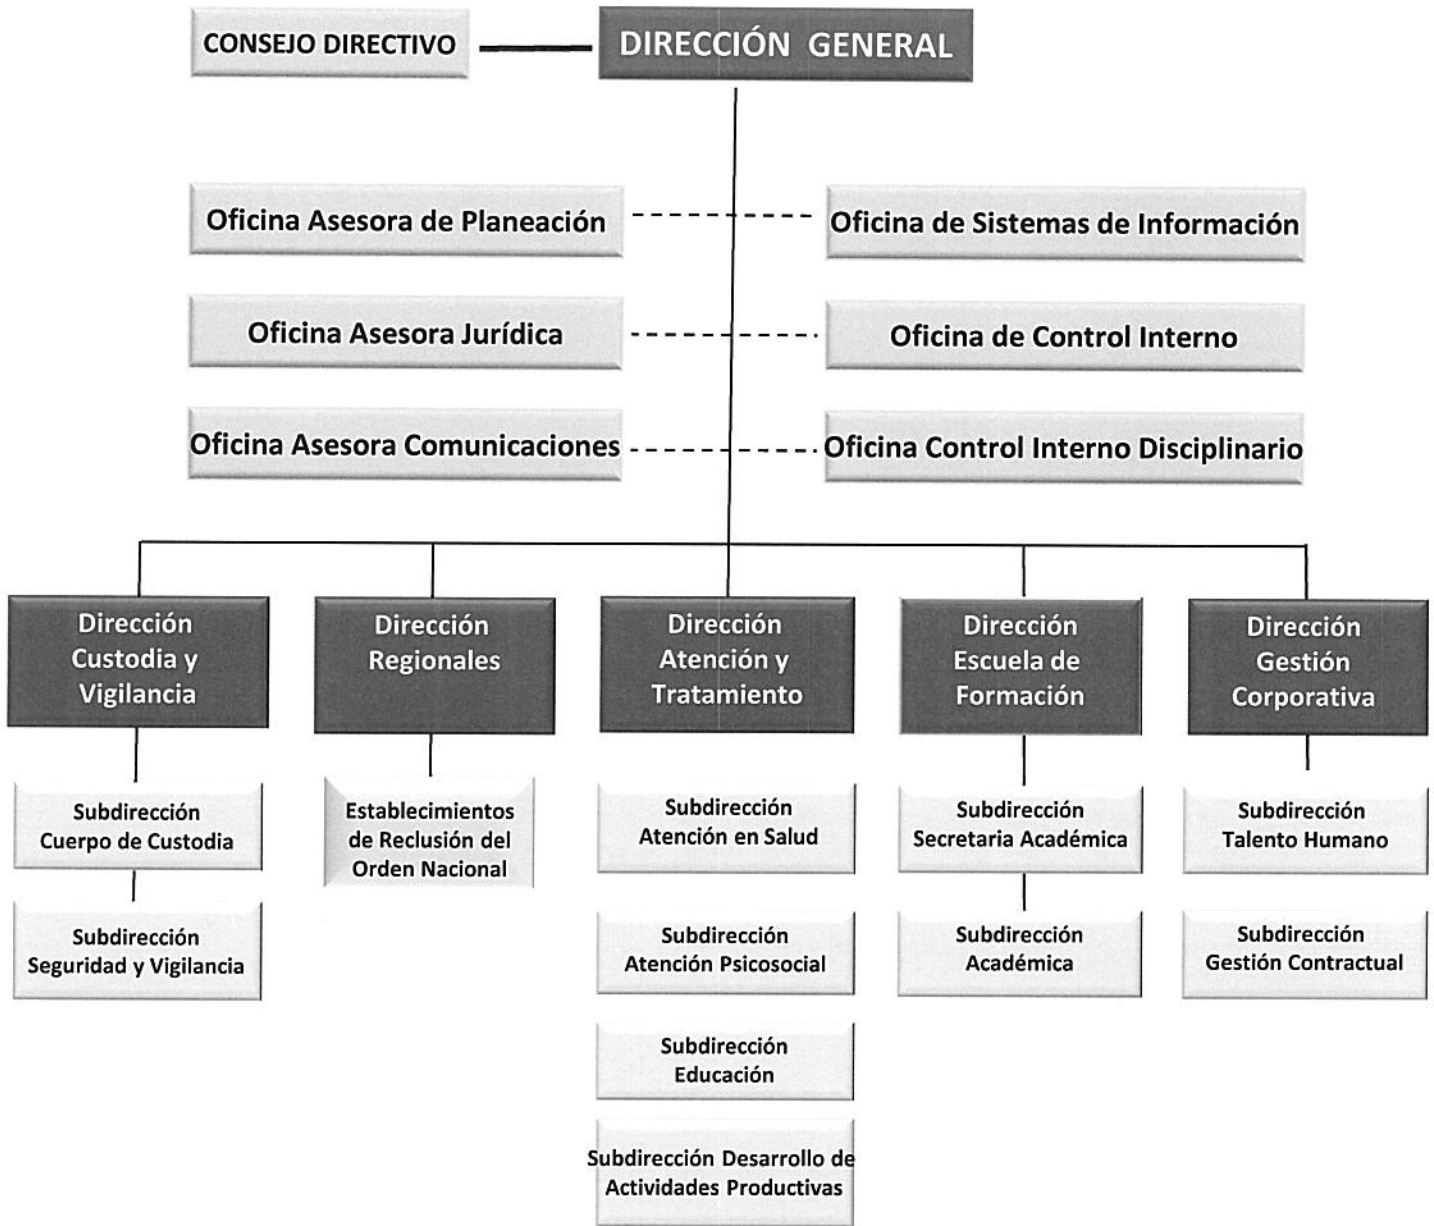 CONSEJO DIRECTIVO
DIRECCIÓN GENERAL
Oficina Asesora de Planeación
Oficina de Sistemas de Información
Oficina Asesora Jurídica
Oficina de Control Interno
Oficina Asesora Comunicaciones
Oficina Control Interno Disciplinario
Dirección
Custodia y
Vigilancia
Dirección
Regionales
Dirección
Atención y
Tratamiento
Dirección
Escuela de
Formación
Dirección
Gestión
Corporativa
Subdirección
Cuerpo de Custodia
Establecimientos
de Reclusión del
Orden Nacional
Subdirección
Atención en Salud
Subdirección
Secretaria Académica
Subdirección
Talento Humano
Subdirección
Seguridad y Vigilancia
Subdirección
Atención Psicosocial
Subdirección
Académica
Subdirección
Gestión Contractual
Subdirección
Educación
Subdirección Desarrollo de
Actividades Productivas